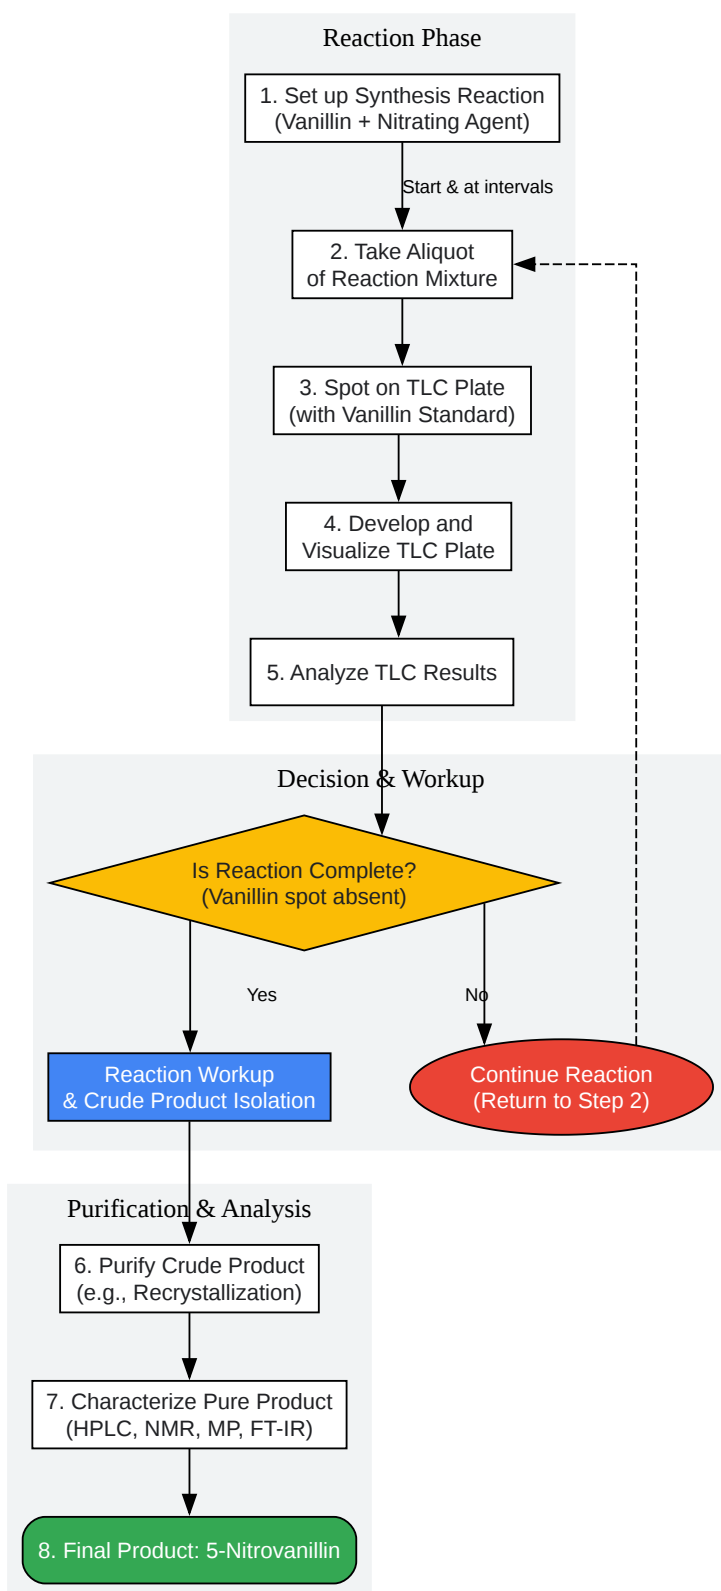 Reaction Phase
1. Set up Synthesis Reaction
(Vanillin + Nitrating Agent)
Start & at intervals
2. Take Aliquot
of Reaction Mixture
3. Spot on TLC Plate
(with Vanillin Standard)
4. Develop and
Visualize TLC Plate
5. Analyze TLC Results
Decision & Workup
Is Reaction Complete?
(Vanillin spot absent)
Yes
No
Reaction Workup
& Crude Product Isolation
Continue Reaction
(Return to Step 2)
Purification & Analysis
6. Purify Crude Product
(e.g., Recrystallization)
7. Characterize Pure Product
(HPLC, NMR, MP, FT-IR)
8. Final Product: 5-Nitrovanillin